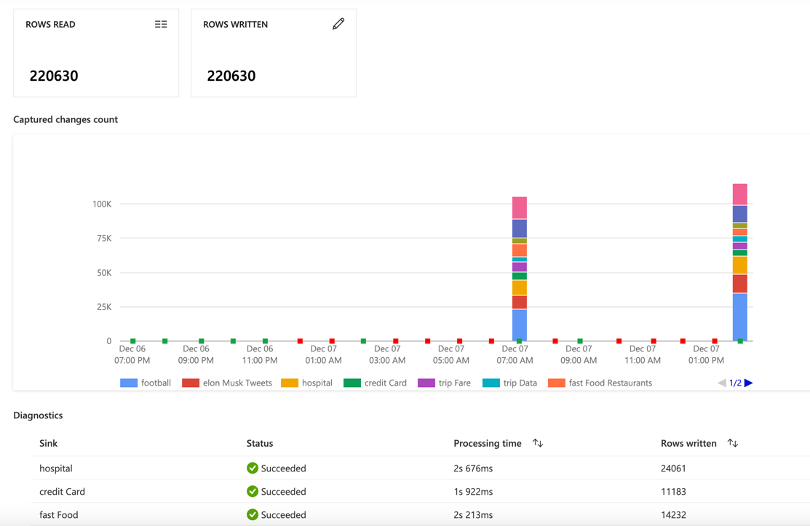 ROWS READ
ROWS WRITTEN
220630
220630
Captured changes count
100K
75K
50K
25K
0
Dec 06 Dec 06 Dec 06 Dec 07 Dec 07 Dec 07 Dec 07 Dec 07 Dec 07 Dec 07
07:00 PM 09:00 PM 11:00 PM 01:00 AM 03:00 AM 05:00 AM 07:00 AM 09:00 AM 11:00 AM 01:00 PM
football elon Musk Tweets hospital credit Card trip Fare trip Data fast Food Restaurants 1/2
Diagnostics
Sink Status Processing time Rows written
hospital Succeeded 2s 676ms 24061
credit Card Succeeded 1s 922ms 11183
fast Food Succeeded 2s 213ms 14232